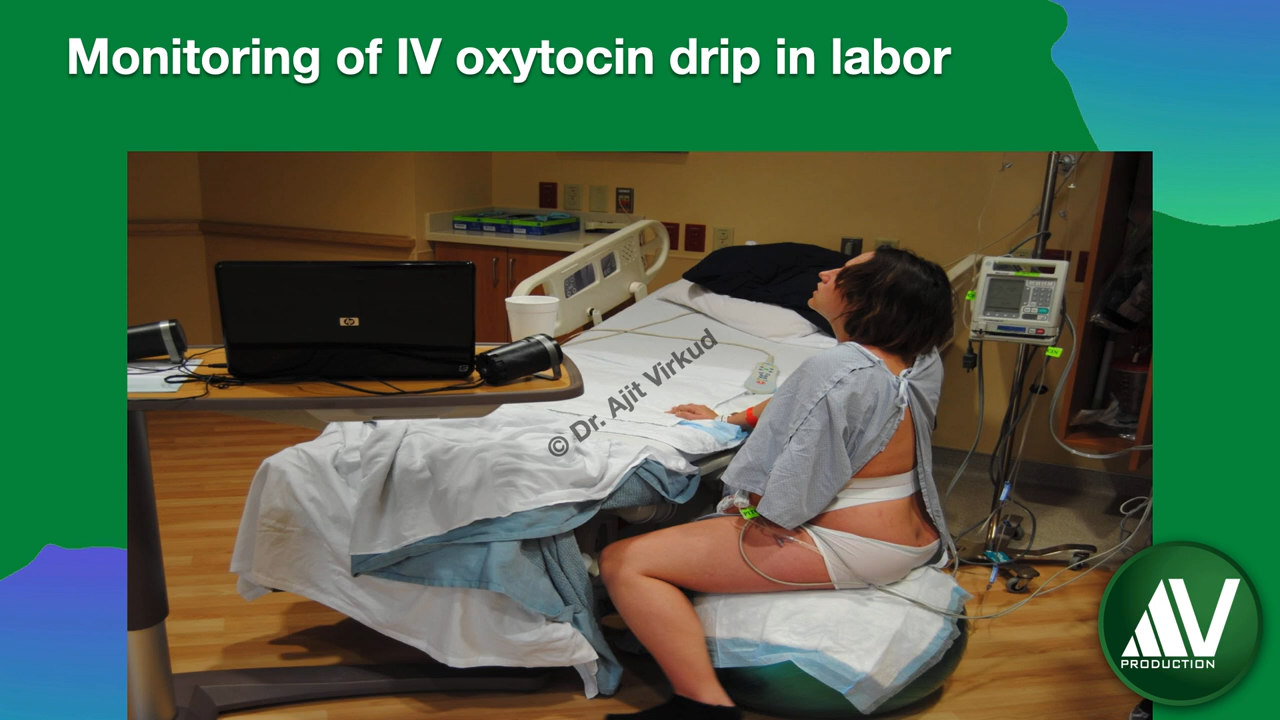 Monitoring of IV oxytocin drip in labor
hp
© Dr. Ajit Virkud
AV
PRODUCTION